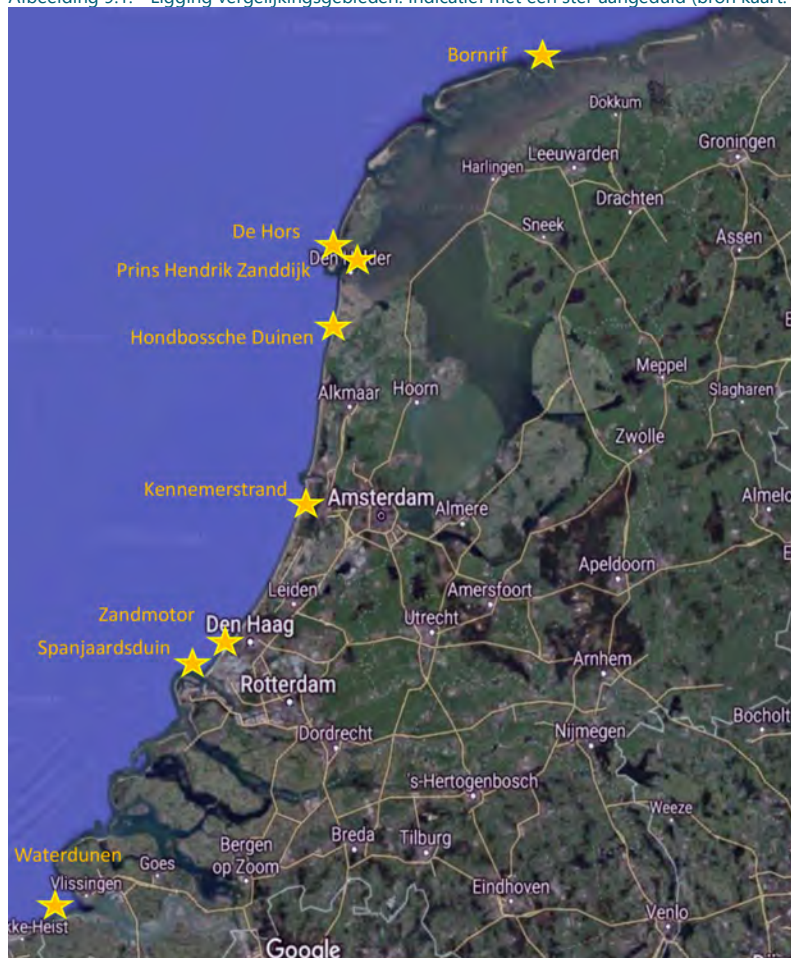 Afbeelding 9.1. Ligging vergelijkingsgebieden. Indicatief met een ster aangeduid (bron kaart:
Bornrif
Dokkum
Groningen
Leeuwarden
Harlingen
Drachten
Sneek
Assen
De Hors
Prins Hendrik Zanddijk
Hondbossche Duinen
Meppel
Alkmaar
Hoorn
Slagharen
Zwolle
Kennemerstrand
Amsterdam
Almere
Almelo
Apeldoorn
Leiden
Amersfoort
Zandmotor
Den Haag
Utrecht
Spanjaardsduin
Arnhem
Rotterdam
Bocholt
Dordrecht
Nijmegen
's-Hertogenbosch
Weeze
Waterdunen
Goes
Bergen
op Zoom
Breda
Tilburg
Vlissingen
Eindhoven
kke-Heist
Venlo
Google